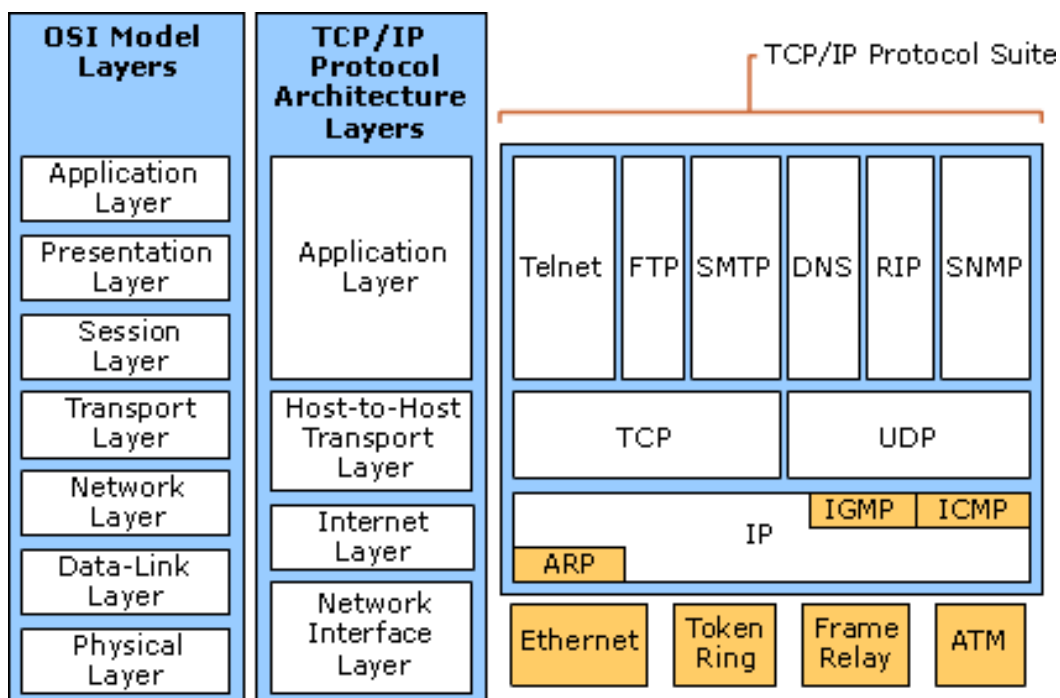 OSI Model
Layers
Application
Layer
Presentation
Layer
Session
Layer
Transport
Layer
Network
Layer
Data-Link
Layer
Physical
Layer
TCP/IP
Protocol
Architecture
Layers
Application
Layer
Host-to-Host
Transport
Layer
Internet
Layer
Network
Interface
Layer
TCP/IP Protocol Suite
Telnet
FTP
SMTP
DNS
RIP
SNMP
TCP
UDP
IP
IGMP
ICMP
ARP
Ethernet
Token
Ring
Frame
Relay
ATM